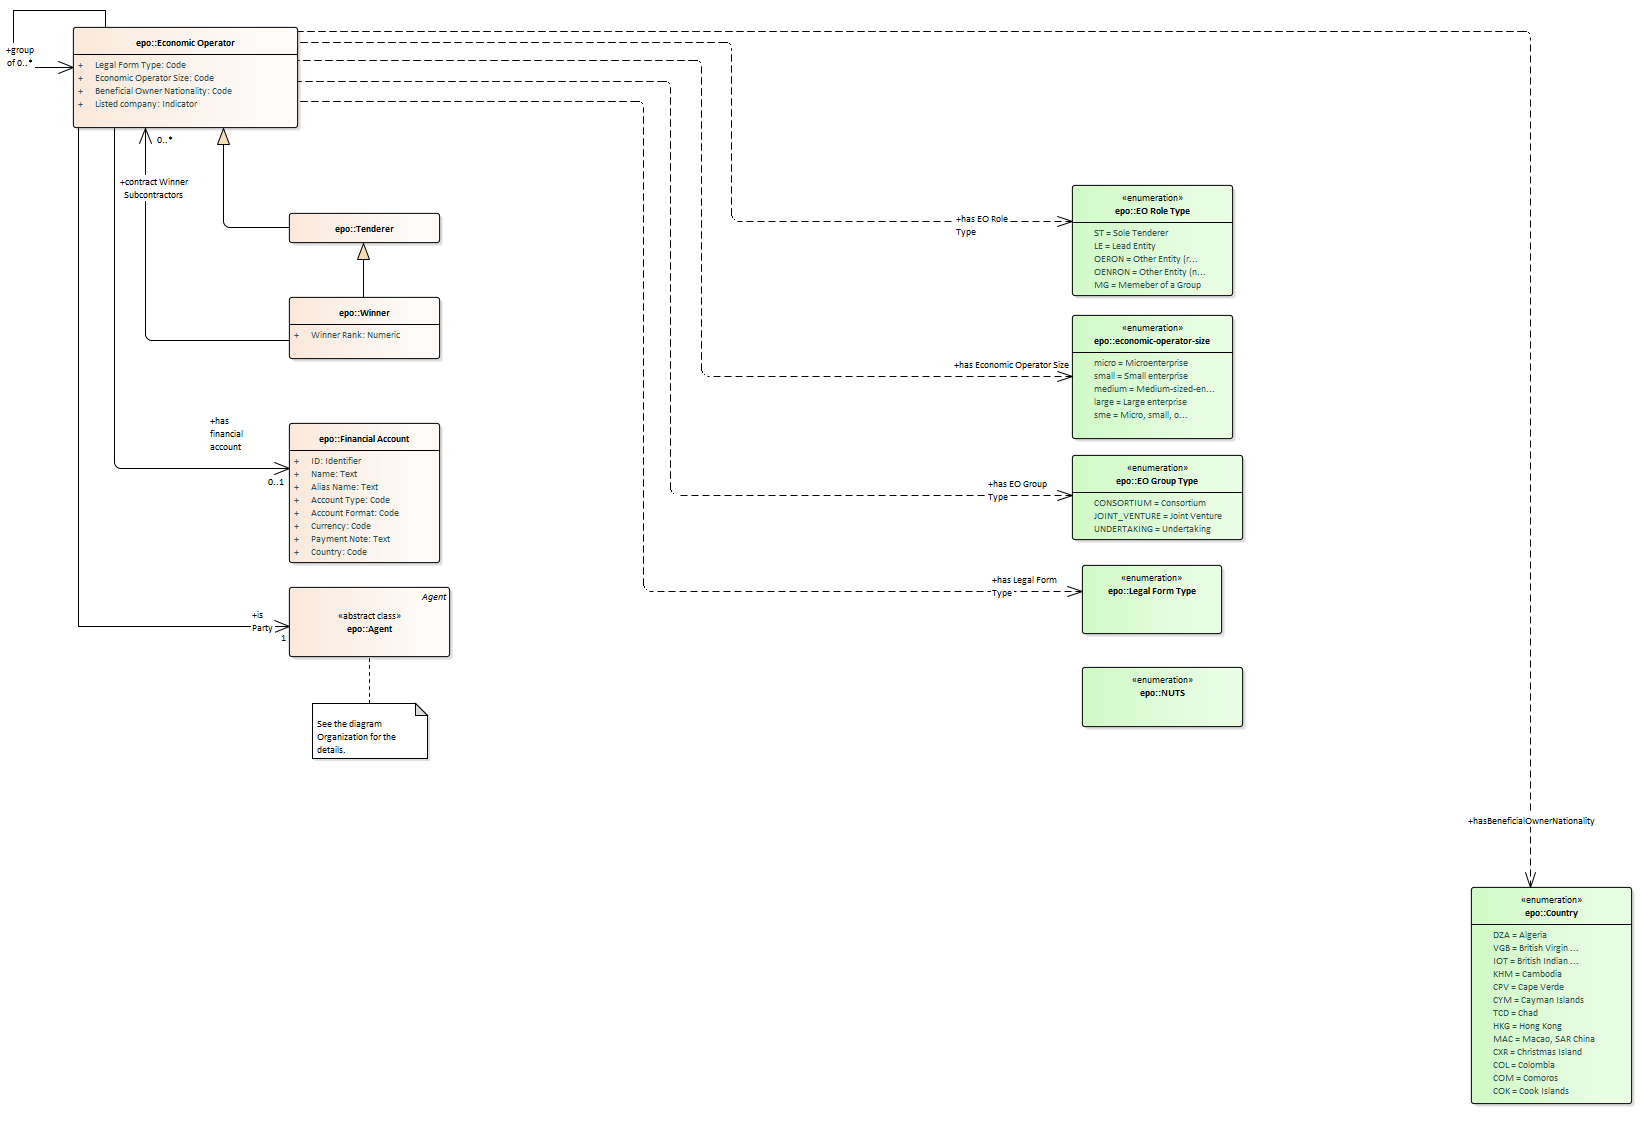 +group
of 0..*
epo::Economic Operator
+ Legal Form Type: Code
+ Economic Operator Size: Code
+ Beneficial Owner Nationality: Code
+ Listed company: Indicator
0..*
+contract Winner
Subcontractors
epo::Tenderer
epo::Winner
+ Winner Rank: Numeric
+has
financial
account
0..1
epo::Financial Account
+ ID: Identifier
+ Name: Text
+ Alias Name: Text
+ Account Type: Code
+ Account Format: Code
+ Currency: Code
+ Payment Note: Text
+ Country: Code
+is
Party
1
Agent
«abstract class»
epo::Agent
See the diagram
Organization for the
details.
+has EO Role
Type
«enumeration»
epo::EO Role Type
ST = Sole Tenderer
LE = Lead Entity
OERON = Other Entity (r...
OENRON = Other Entity (n...
MG = Memeber of a Group
+has Economic Operator Size
«enumeration»
epo::economic-operator-size
micro = Microenterprise
small = Small enterprise
medium = Medium-sized-en...
large = Large enterprise
sme = Micro, small, o...
+has EO Group
Type
«enumeration»
epo::EO Group Type
CONSORTIUM = Consortium
JOINT_VENTURE = Joint Venture
UNDERTAKING = Undertaking
+has Legal Form
Type
«enumeration»
epo::Legal Form Type
«enumeration»
epo::NUTS
+hasBeneficialOwnerNationality
«enumeration»
epo::Country
DZA = Algeria
VGB = British Virgin ...
IOT = British Indian ...
KHM = Cambodia
CPV = Cape Verde
CYM = Cayman Islands
TCD = Chad
HKG = Hong Kong
MAC = Macao, SAR China
CXR = Christmas Island
COL = Colombia
COM = Comoros
COK = Cook Islands